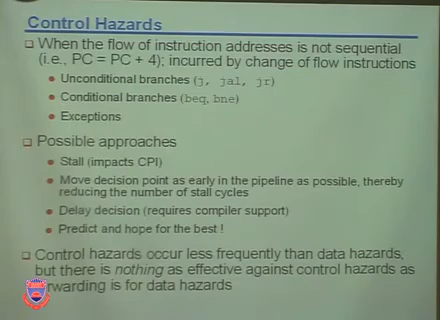 Control Hazards
When the flow of instruction addresses is not sequential
(i.e., PC = PC + 4); incurred by change of flow instructions
Unconditional branches (j, jal, jr)
Conditional branches (beq, bne)
Exceptions
Possible approaches
Stall (impacts CPI)
Move decision point as early in the pipeline as possible, thereby
reducing the number of stall cycles
Delay decision (requires compiler support)
Predict and hope for the best !
Control hazards occur less frequently than data hazards,
but there is nothing as effective against control hazards as
rwarding is for data hazards